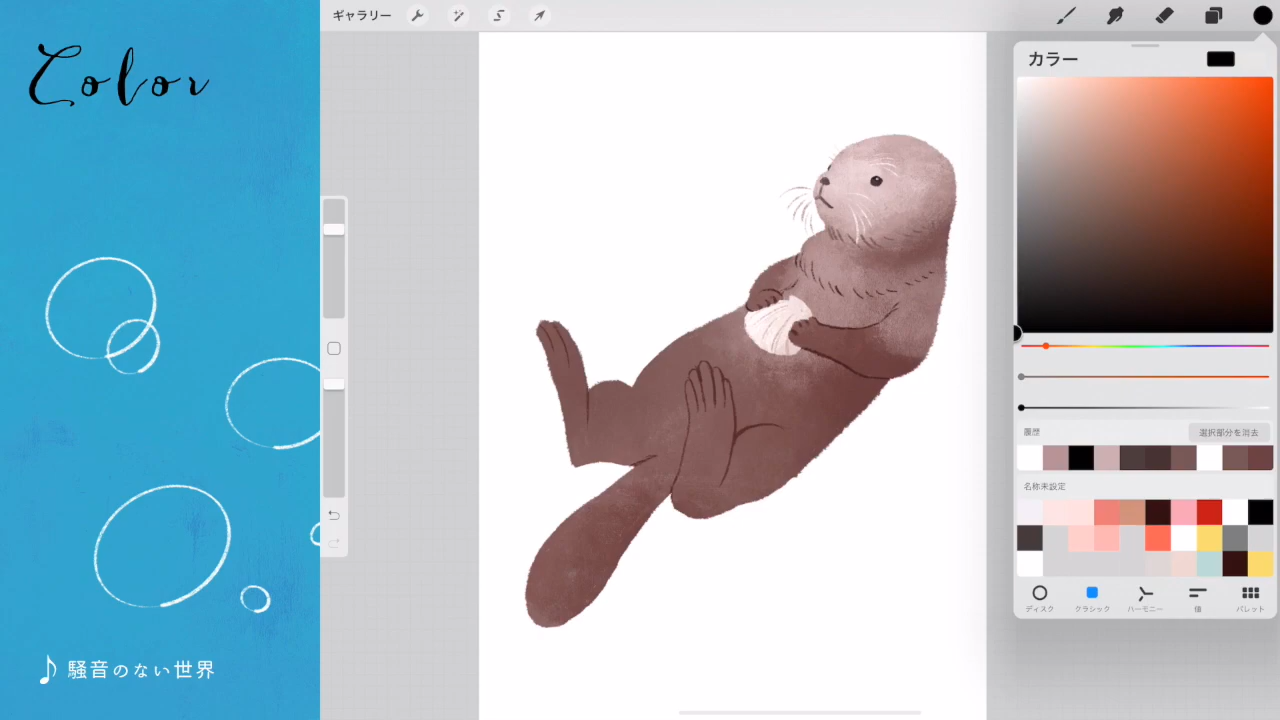 Color
騒音のない世界
ギャラリー
カラー
履歴
選択部分を消去
名称未設定
ディスク
クラシック
ハーモニー
値
パレット